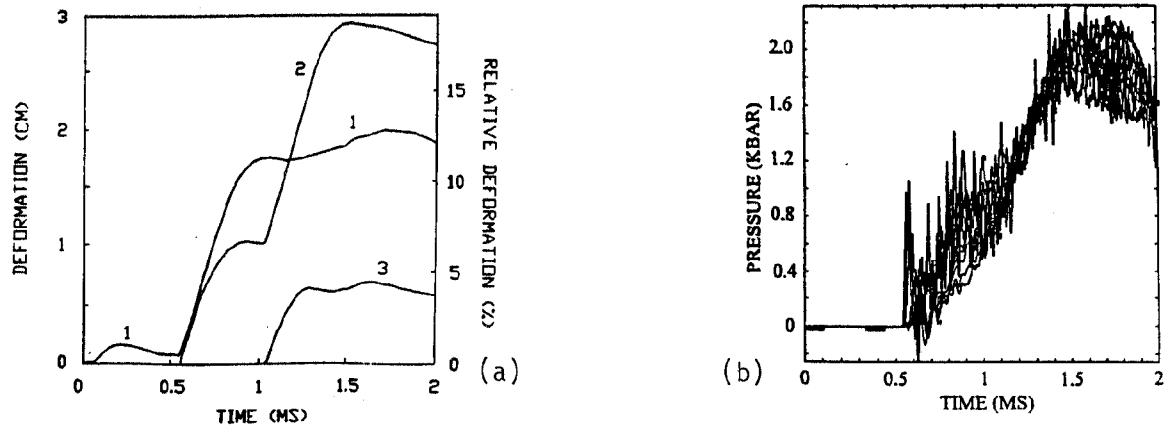 3
2
1
0
DEFORMATION (CM)
15
10
5
0
RELATIVE DEFORMATION (%)
2
1
3
1
0 0.5 1 1.5 2
TIME (MS)
(a)
2.0
1.6
1.2
0.8
0.4
0
PRESSURE (KBAR)
0 0.5 1 1.5 2
TIME (MS)
(b)